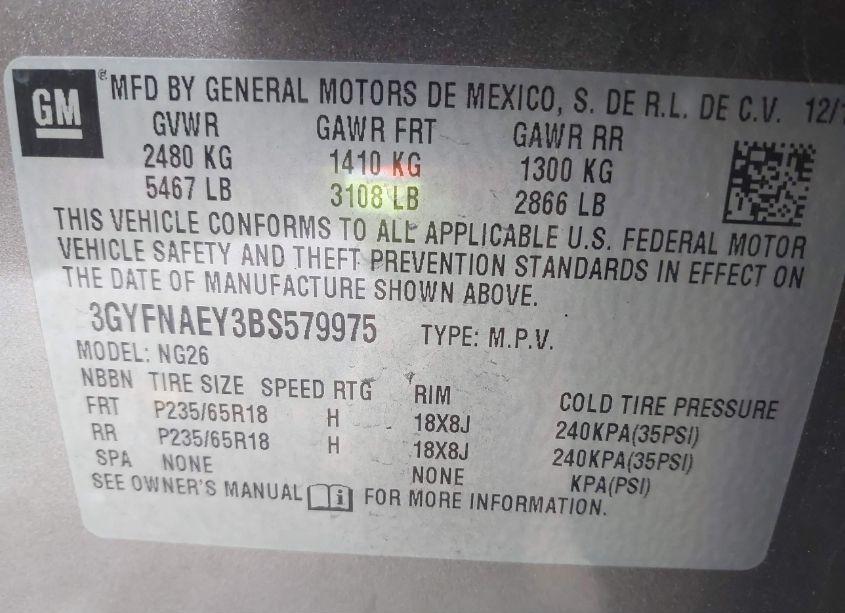 GM
® MFD BY GENERAL MOTORS DE MEXICO, S. DE R.L. DE C.V. 12/1
GVWR GAWR FRT GAWR RR
2480 KG 1410 KG 1300 KG
5467 LB 3108 LB 2866 LB
THIS VEHICLE CONFORMS TO ALL APPLICABLE U.S. FEDERAL MOTOR
VEHICLE SAFETY AND THEFT PREVENTION STANDARDS IN EFFECT ON
THE DATE OF MANUFACTURE SHOWN ABOVE.
3GYFNAEY3BS579975 TYPE: M.P.V.
MODEL: NG26
NBBN TIRE SIZE SPEED RTG RIM COLD TIRE PRESSURE
FRT P235/65R18 H 18X8J 240KPA(35PSI)
RR P235/65R18 H 18X8J 240KPA(35PSI)
SPA NONE NONE KPA(PSI)
SEE OWNER'S MANUAL i FOR MORE INFORMATION.